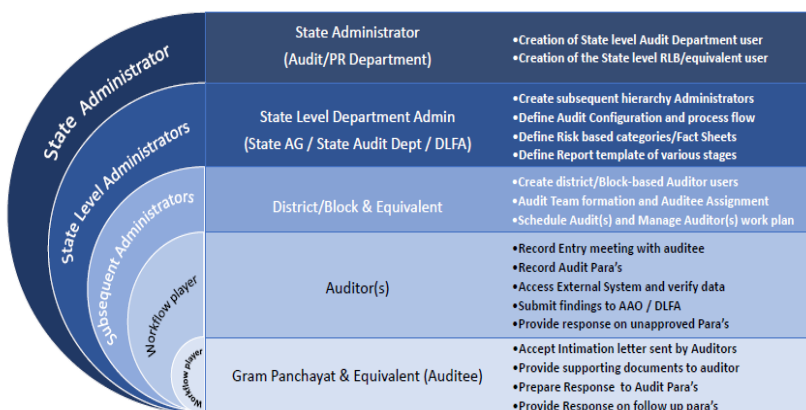 State Administrator
State Administrator
(Audit/PR Department)
•Creation of State level Audit Department user
•Creation of the State level RLB/equivalent user
State Level Administrators
State Level Department Admin
(State AG / State Audit Dept / DLFA)
•Create subsequent hierarchy Administrators
•Define Audit Configuration and process flow
•Define Risk based categories/Fact Sheets
•Define Report template of various stages
Subsequent Administrators
District/Block & Equivalent
•Create district/Block-based Auditor users
•Audit Team formation and Auditee Assignment
•Schedule Audit(s) and Manage Auditor(s) work plan
Workflow player
Auditor(s)
•Record Entry meeting with auditee
•Record Audit Para's
•Access External System and verify data
•Submit findings to AAO / DLFA
•Provide response on unapproved Para's
Workflow player
Gram Panchayat & Equivalent (Auditee)
•Accept Intimation letter sent by Auditors
•Provide supporting documents to auditor
•Prepare Response to Audit Para's
•Provide Response on follow up paras